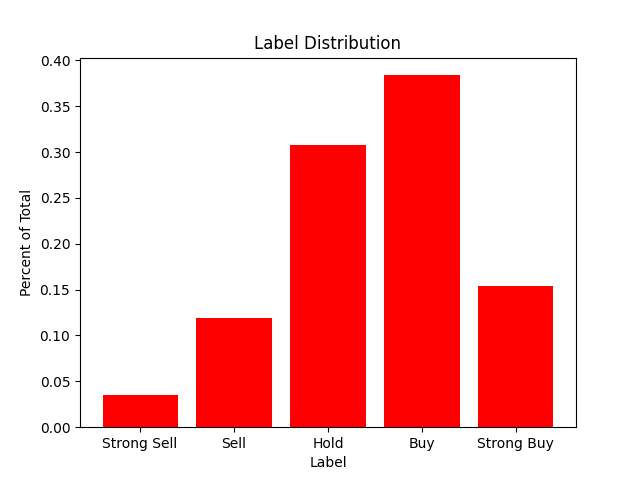 Label Distribution
Percent of Total
0.40
0.35
0.30
0.25
0.20
0.15
0.10
0.05
0.00
Strong Sell Sell Hold Buy Strong Buy
Label